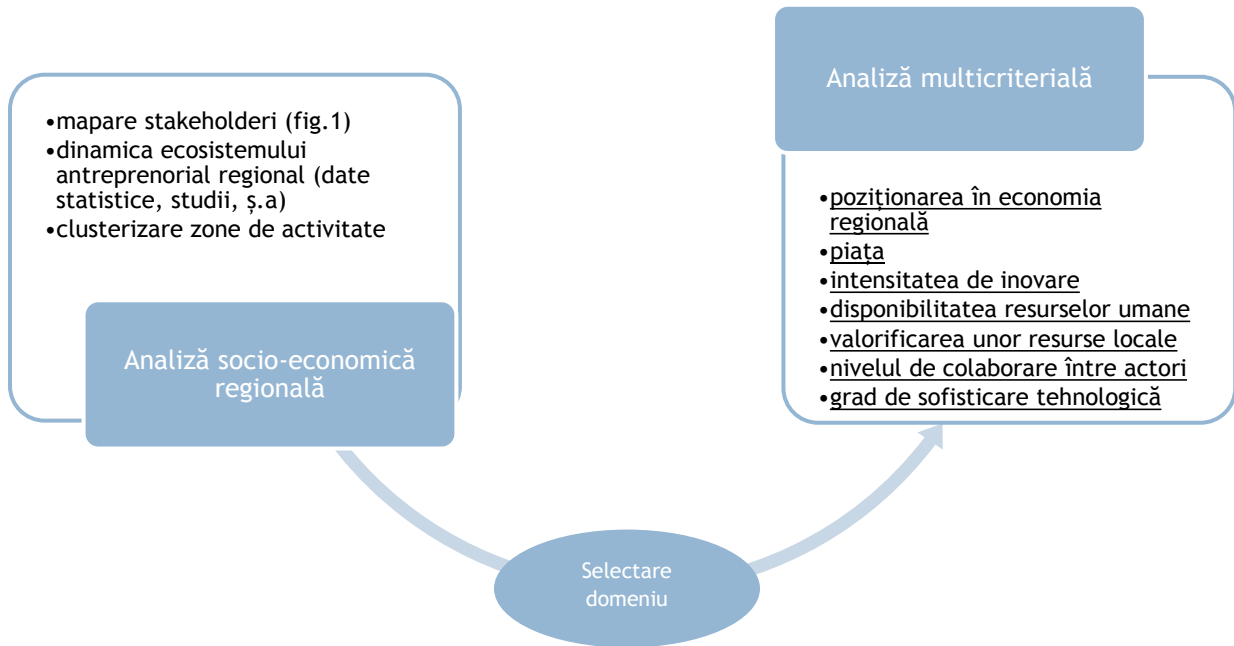 •mapare stakeholderi (fig.1)
•dinamica ecosistemului
antreprenorial regional (date
statistice, studii, ș.a)
•clusterizare zone de activitate
Analiză socio-economică
regională
Selectare
domeniu
Analiză multicriterială
•poziționarea în economia
regională
•piața
•intensitatea de inovare
•disponibilitatea resurselor umane
•valorificarea unor resurse locale
•nivelul de colaborare între actori
•grad de sofisticare tehnologică